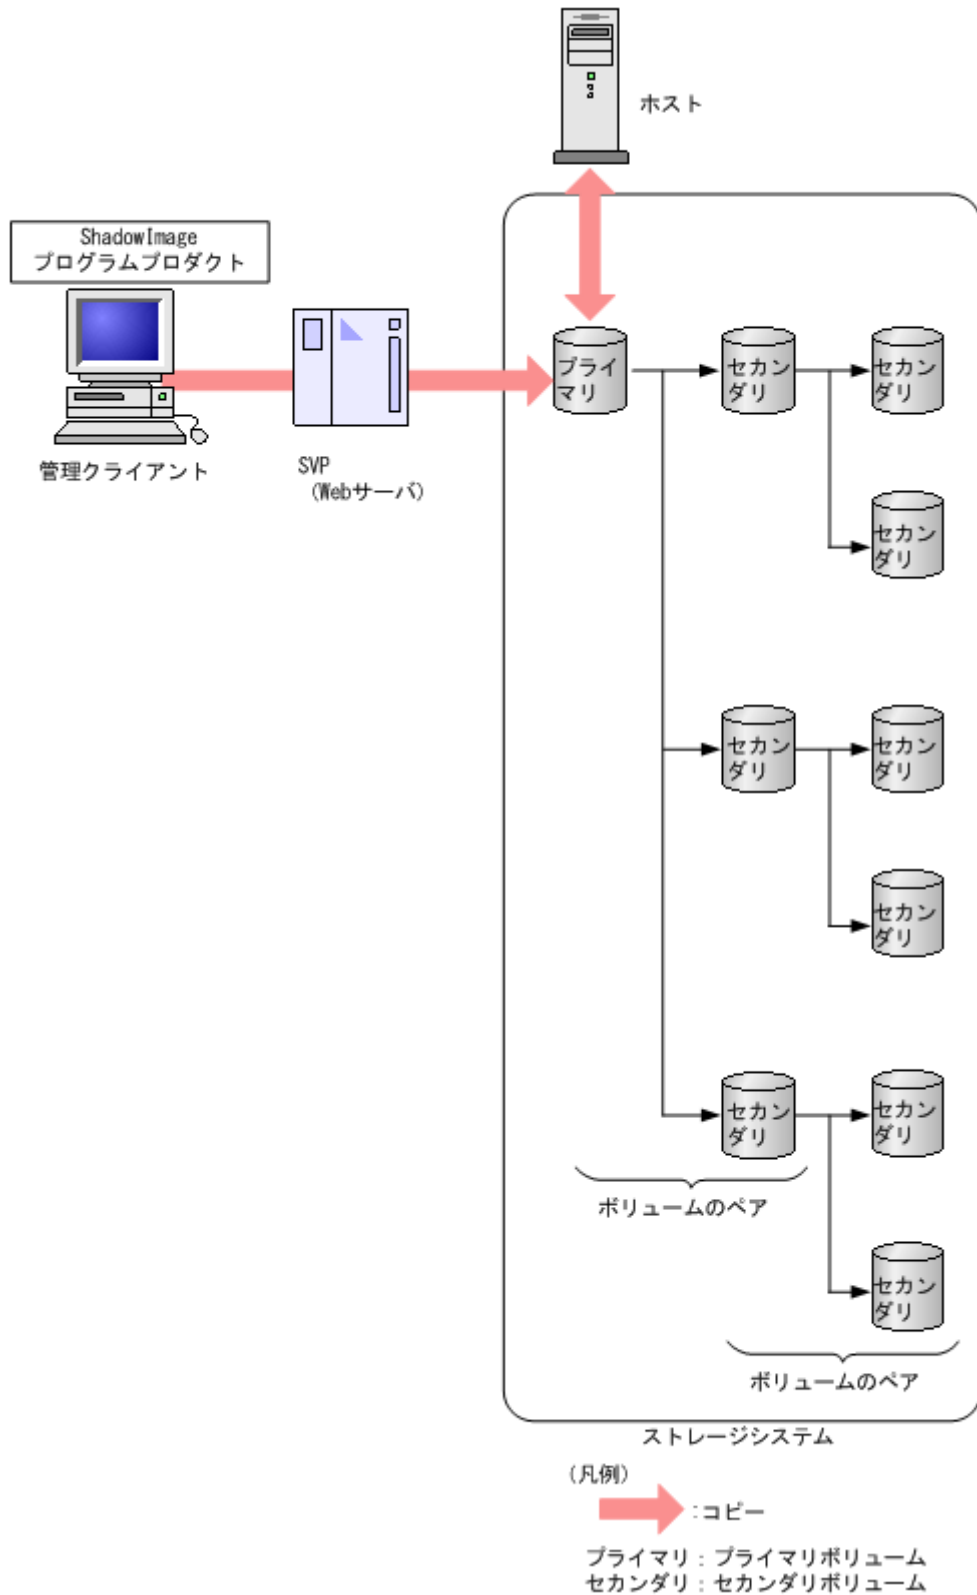 ホスト
ShadowImage
プログラムプロダクト
管理クライアント
SVP
(Webサーバ)
プライ
マリ
セカン
ダリ
セカン
ダリ
セカン
ダリ
セカン
ダリ
セカン
ダリ
セカン
ダリ
セカン
ダリ
セカン
ダリ
ボリュームのペア
セカン
ダリ
ボリュームのペア
ストレージシステム
(凡例)
：コピー
プライマリ：プライマリボリューム
セカンダリ：セカンダリボリューム